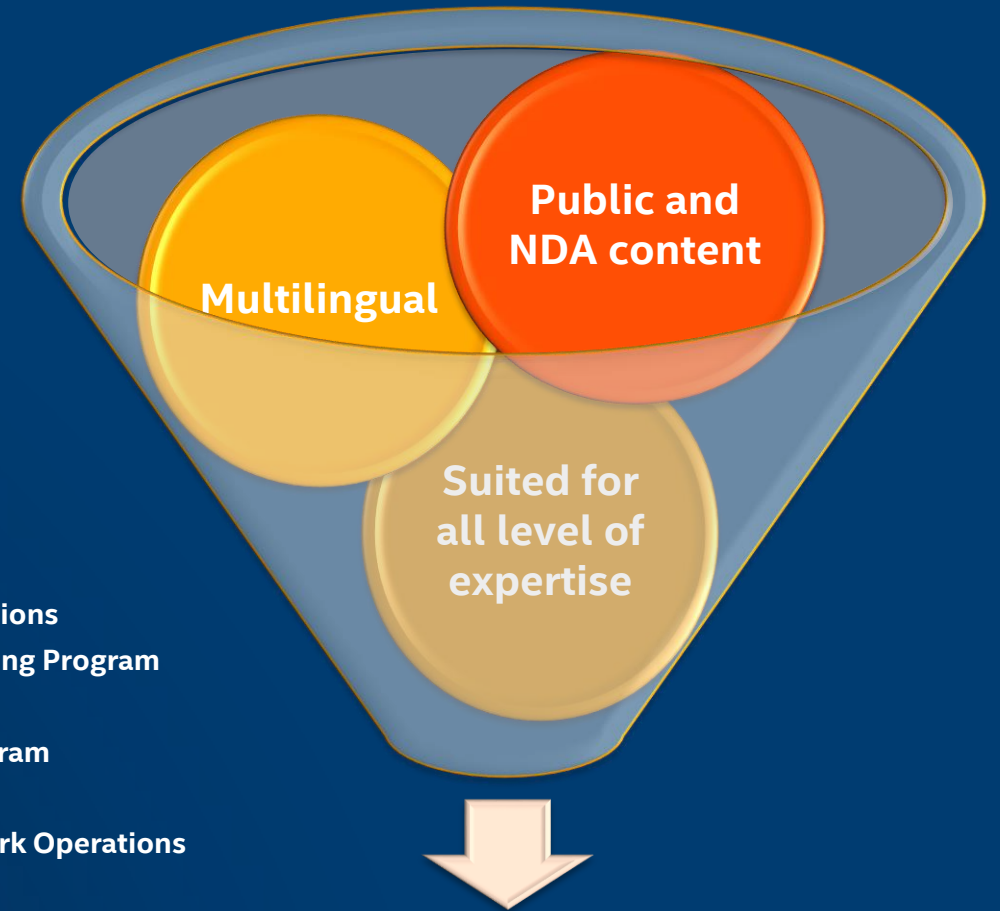 Public and
NDA content
Multilingual
Suited for
all level of
expertise
ions
ng Program
ram
rk Operations